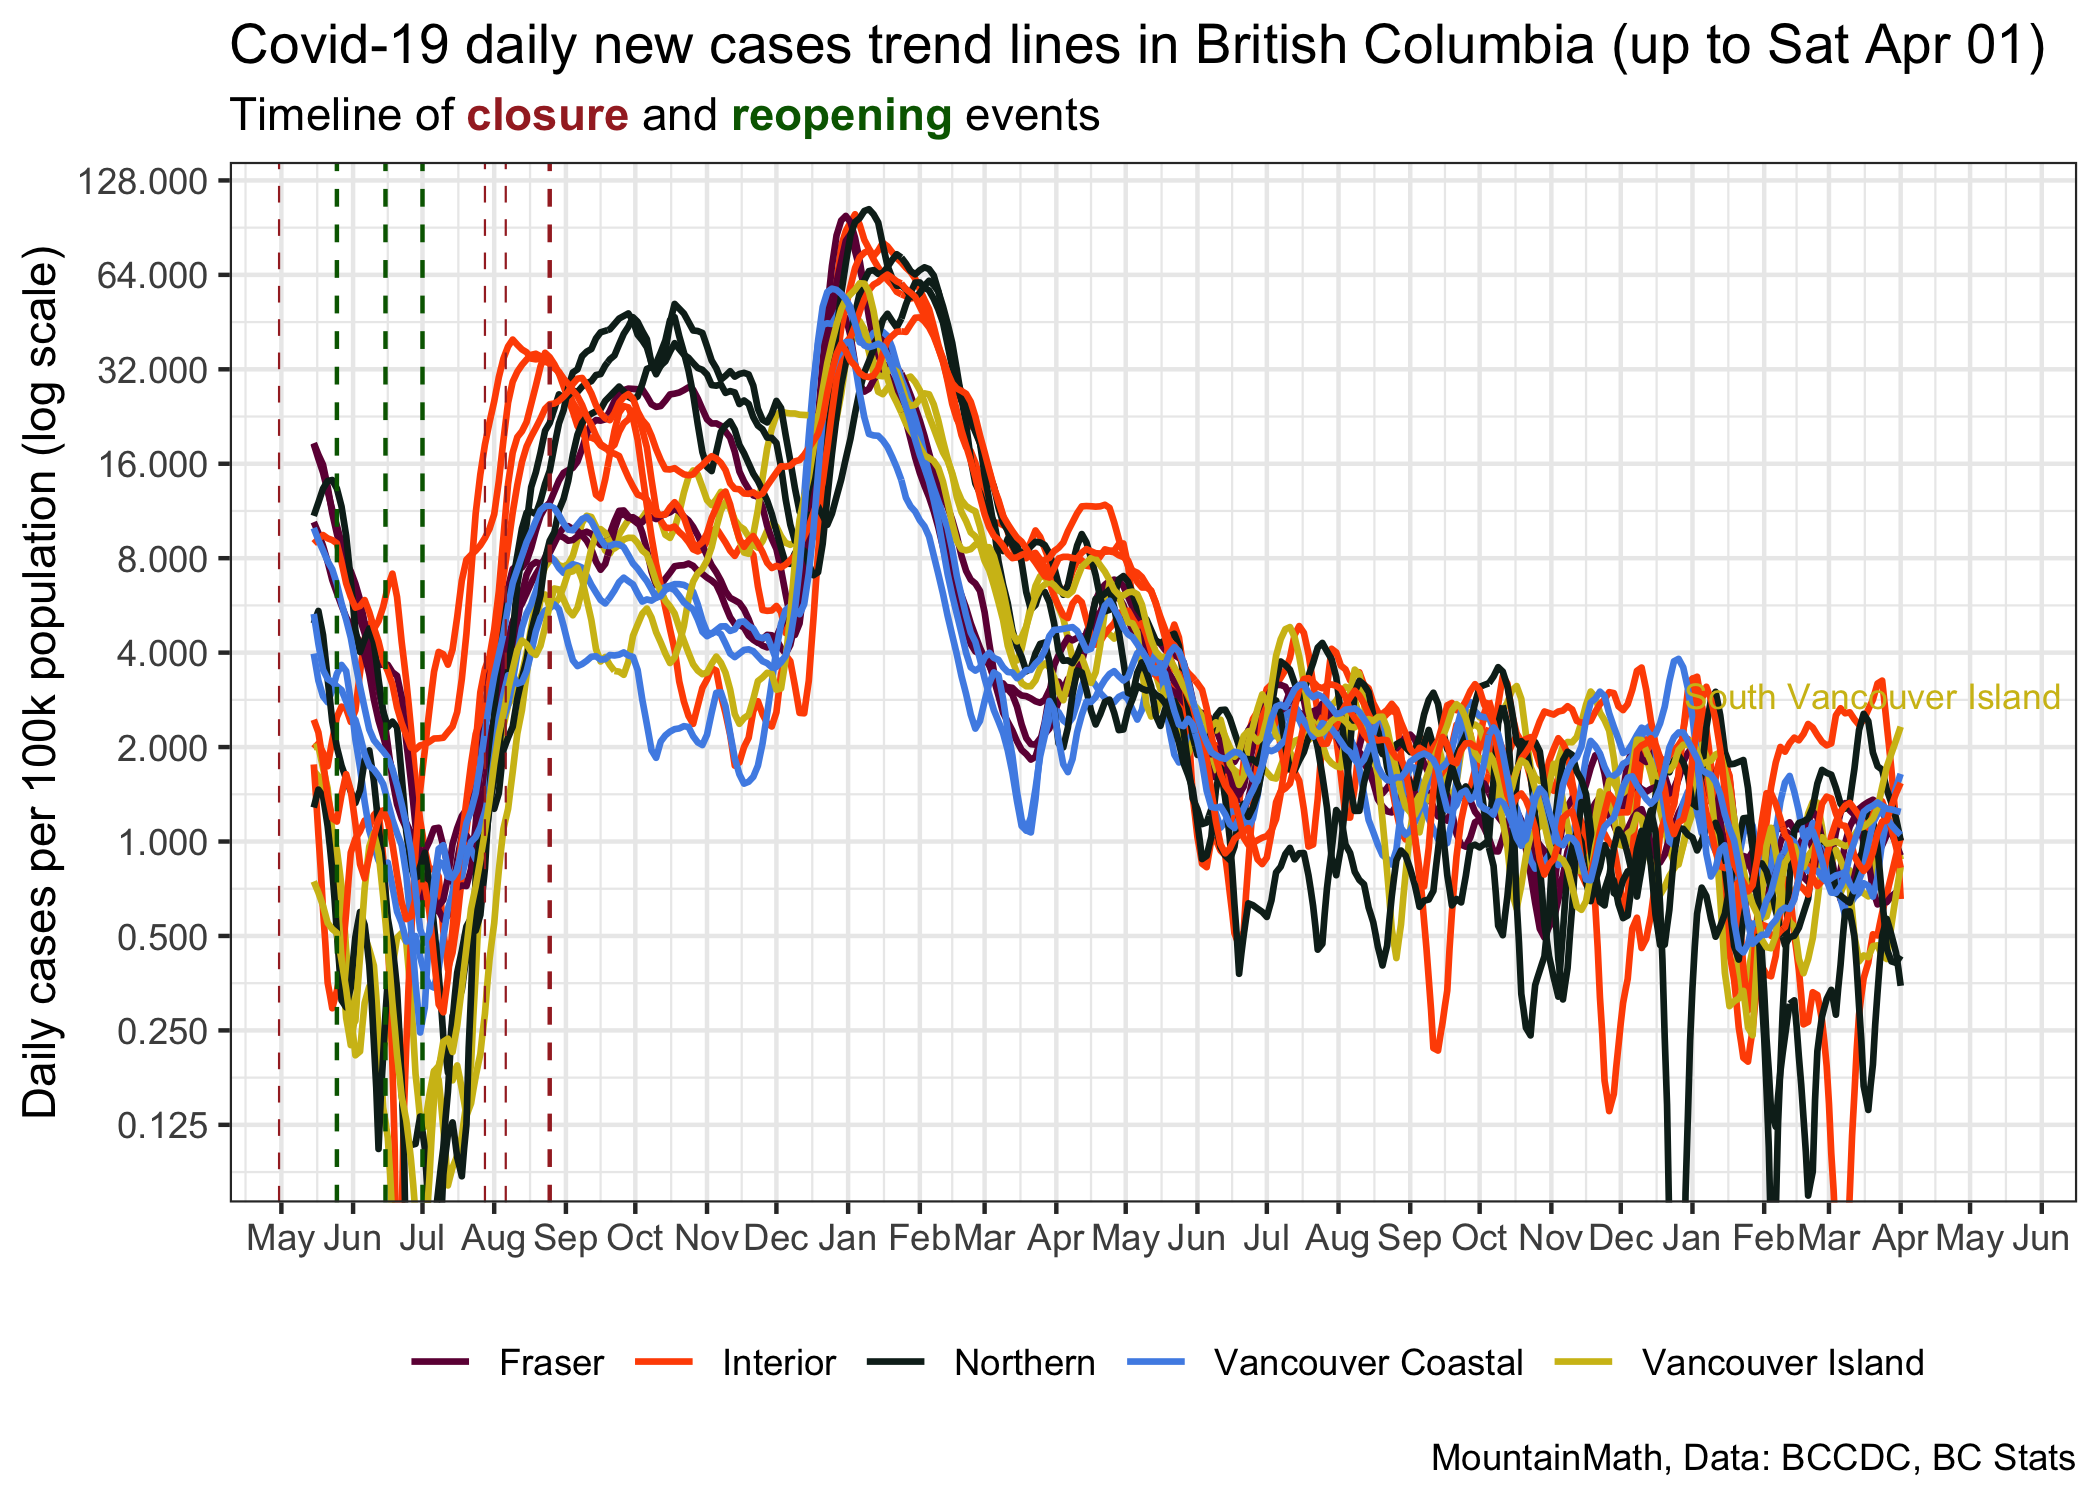 Covid-19 daily new cases trend lines in British Columbia (up to Sat Apr 01)
Timeline of closure and reopening events
Daily cases per 100k population (log scale)
128.000
64.000
32.000
16.000
8.000
4.000
2.000
1.000
0.500
0.250
0.125
South Vancouver Island
May Jun Jul Aug Sep Oct Nov Dec Jan Feb Mar Apr May Jun Jul Aug Sep Oct Nov Dec Jan Feb Mar Apr May Jun
Fraser Interior Northern Vancouver Coastal Vancouver Island
MountainMath, Data: BCCDC, BC Stats